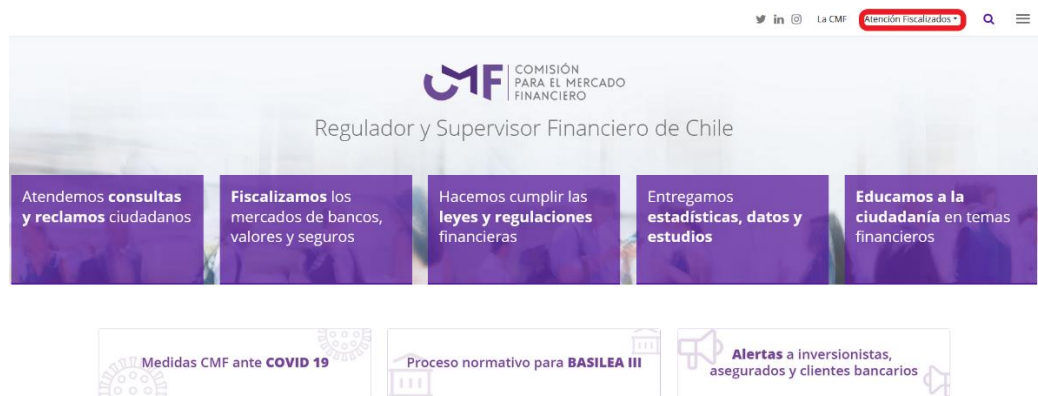 La CMF Atención Fiscalizados
CMF COMISIÓN
PARA EL MERCADO
FINANCIERO
Regulador y Supervisor Financiero de Chile
Atendemos consultas
y reclamos ciudadanos
Fiscalizamos los
mercados de bancos,
valores y seguros
Hacemos cumplir las
leyes y regulaciones
financieras
Entregamos
estadísticas, datos y
estudios
Educamos a la
ciudadanía en temas
financieros
Medidas CMF ante COVID 19
Proceso normativo para BASILEA III
Alertas a inversionistas,
asegurados y clientes bancarios